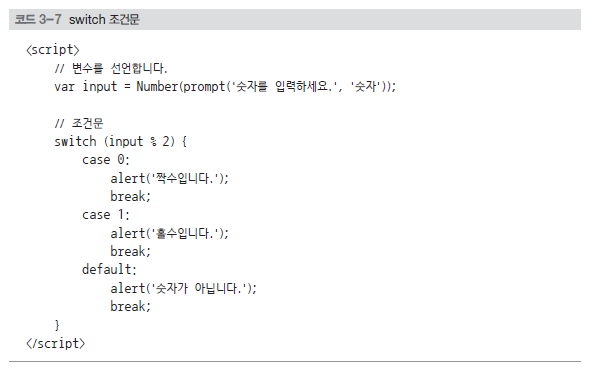 코드 3-7 switch 조건문
<script>
// 변수를 선언합니다.
var input = Number(prompt('숫자를 입력하세요.', '숫자'));
// 조건문
switch (input % 2) {
case 0:
alert('짝수입니다.');
break;
case 1:
alert('홀수입니다.');
break;
default:
alert('숫자가 아닙니다.');
break;
}
</script>